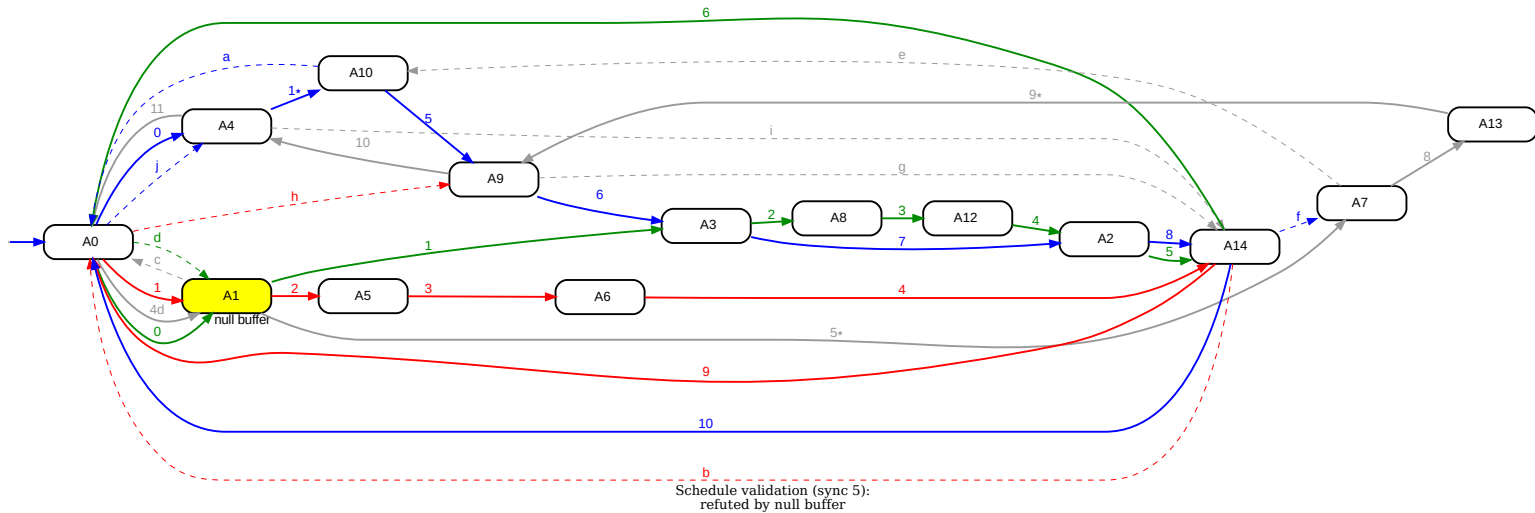 6
a
A10
e
1⋆
9⋆
11
A4
0
5
A13
i
10
8
j
A9
g
h
6
A7
A3
2
A8
3
A12
4
f
A0
d
1
7
A2
8
A14
5
c
1
A1
2
A5
3
A6
4
4d
null buffer
0
5⋆
9
10
b
Schedule validation (sync 5):
refuted by null buffer